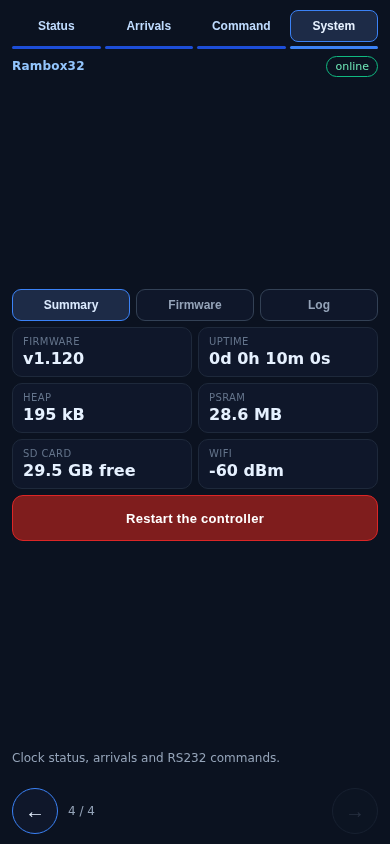 Status Arrivals Command System
Rambox32 online
Summary Firmware Log
FIRMWARE UPTIME
v1.120 0d 0h 10m 0s
HEAP PSRAM
195 kB 28.6 MB
SD CARD WIFI
29.5 GB free -60 dBm
Restart the controller
Clock status, arrivals and RS232 commands.
← 4 / 4 →